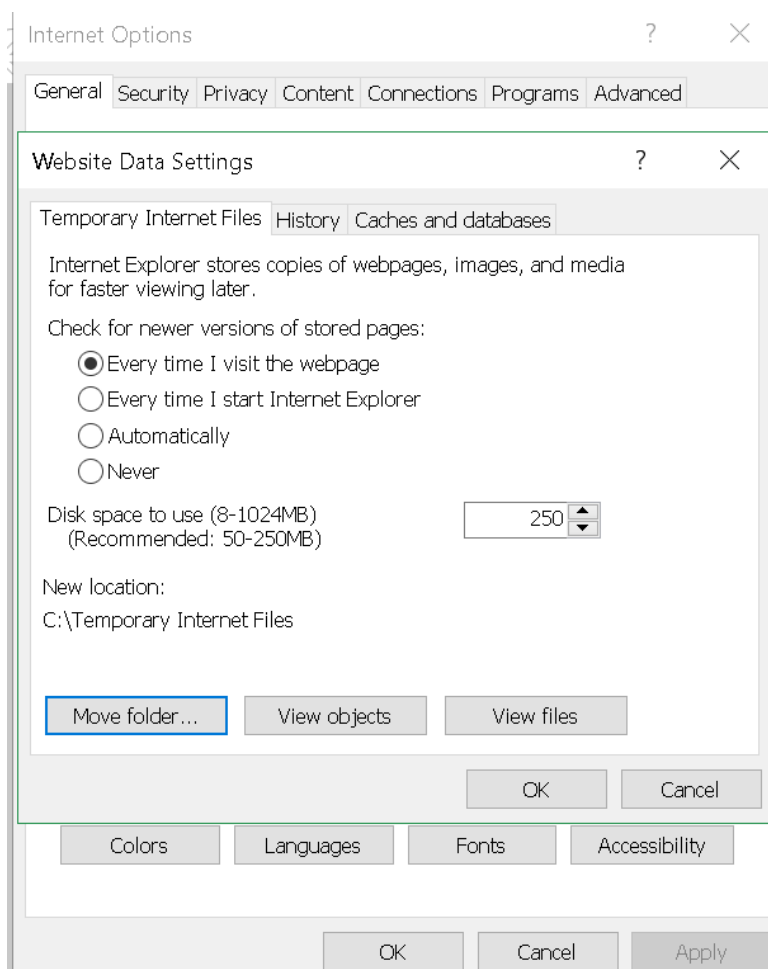 Internet Options
General Security Privacy Content Connections Programs Advanced
Website Data Settings
Temporary Internet Files History Caches and databases
Internet Explorer stores copies of webpages, images, and media
for faster viewing later.
Check for newer versions of stored pages:
Every time I visit the webpage
Every time I start Internet Explorer
Automatically
Never
Disk space to use (8-1024MB) 250
(Recommended: 50-250MB)
New location:
C:\Temporary Internet Files
Move folder... View objects View files
OK Cancel
Colors Languages Fonts Accessibility
OK Cancel Apply